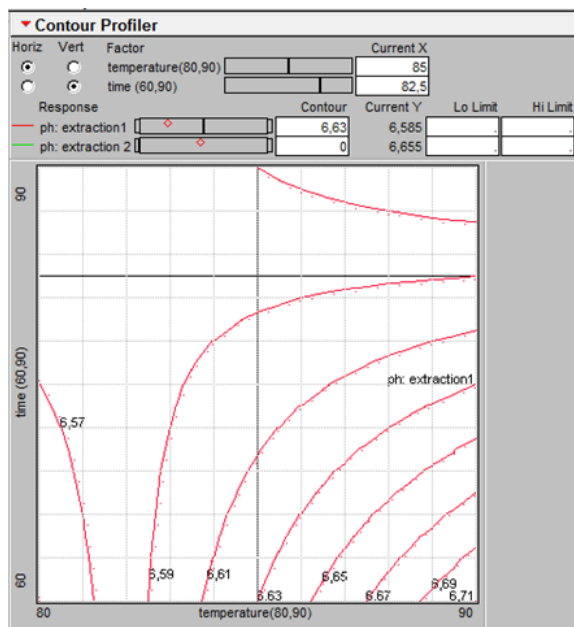 Contour Profiler
Horiz Vert Factor Current X
temperature(80,90) 85
time (60,90) 82,5
Response Contour Current Y Lo Limit Hi Limit
ph: extraction1 6,63 6,585 . .
ph: extraction 2 0 6,655 . .
90
time (60,90)
ph: extraction1
6,57
6,59 6,61 6,63 6,65 6,67 6,69 6,71
60
80 temperature(80,90) 90